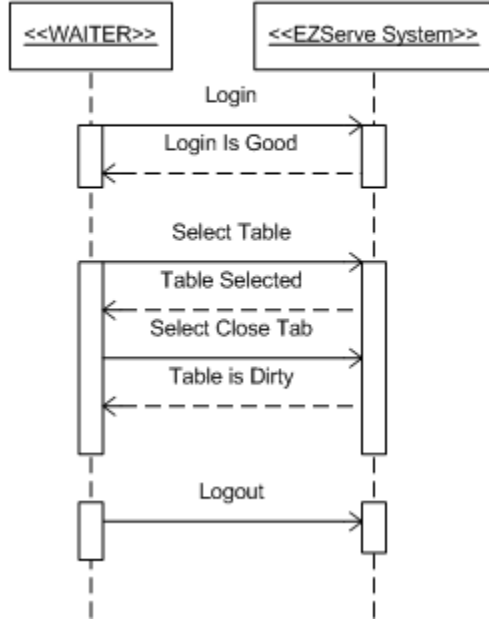 <<WAITER>>
<<EZServe System>>
Login
Login Is Good
Select Table
Table Selected
Select Close Tab
Table is Dirty
Logout